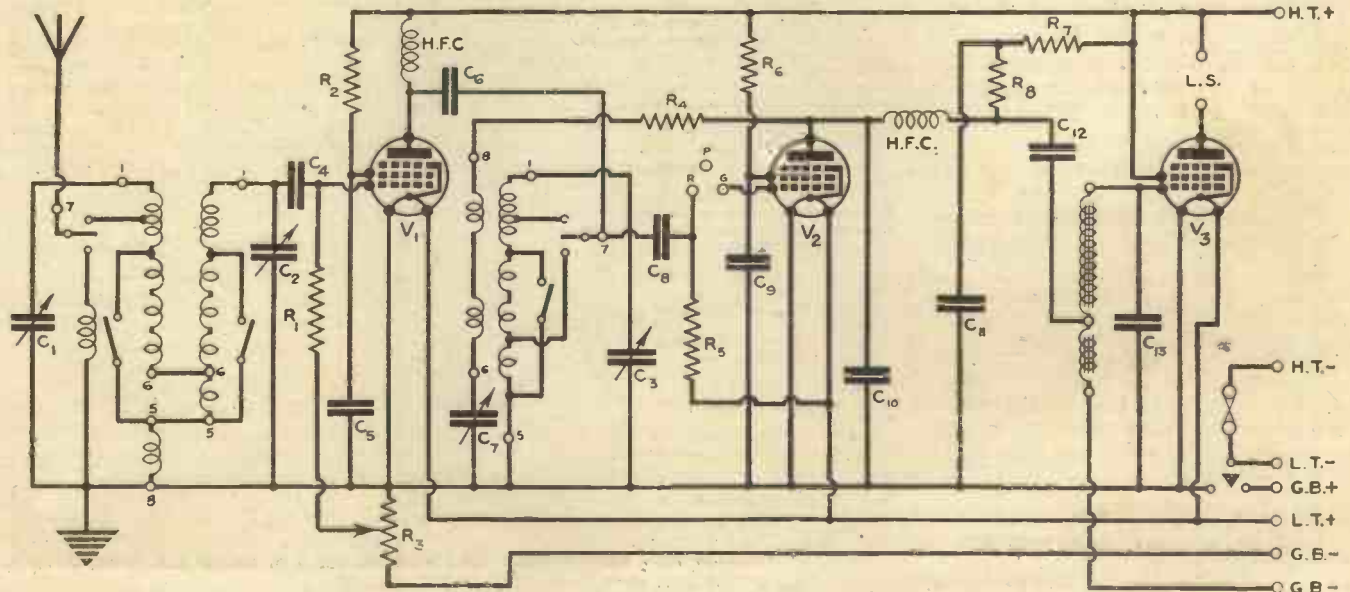 H.T.+
R7
H.F.C
R2
C6
R6
R8
L.S.
R4
H.F.C.
C12
C4
8
1
P
1
1
R
G
7
V1
V2
V3
C2
7
C8
C9
C1
R1
R5
C11
C13
C3
H.T.-
6
6
6
C10
5
5
C5
C7
5
L.T.-
8
G.B.+
L.T.+
R3
G.B.-
G.B-